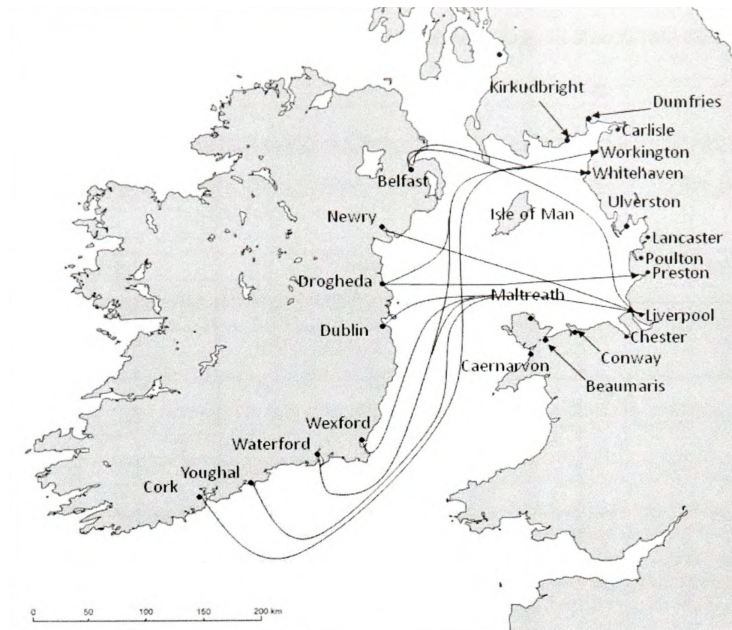 Kirkudbright
Dumfries
Carlisle
Workington
Whitehaven
Belfast
Ulverston
Newry
Isle of Man
Lancaster
Poulton
Preston
Drogheda
Maltreath
Liverpool
Dublin
Chester
Conway
Caernarvon
Beaumaris
Wexford
Waterford
Youghal
Cork
0 50 100 150 200 km